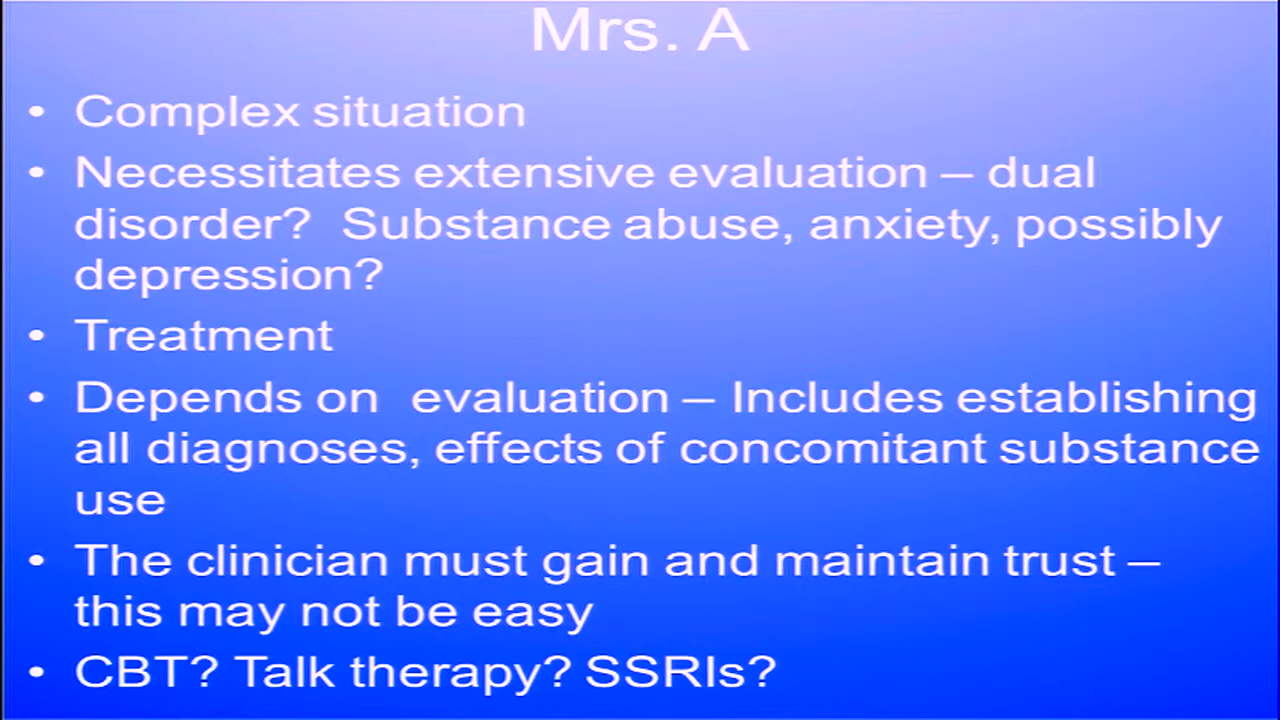 Mrs. A
• Complex situation
• Necessitates extensive evaluation – dual
disorder?  Substance abuse, anxiety, possibly
depression?
• Treatment
• Depends on  evaluation – Includes establishing
all diagnoses, effects of concomitant substance
use
• The clinician must gain and maintain trust –
this may not be easy
• CBT? Talk therapy? SSRIs?